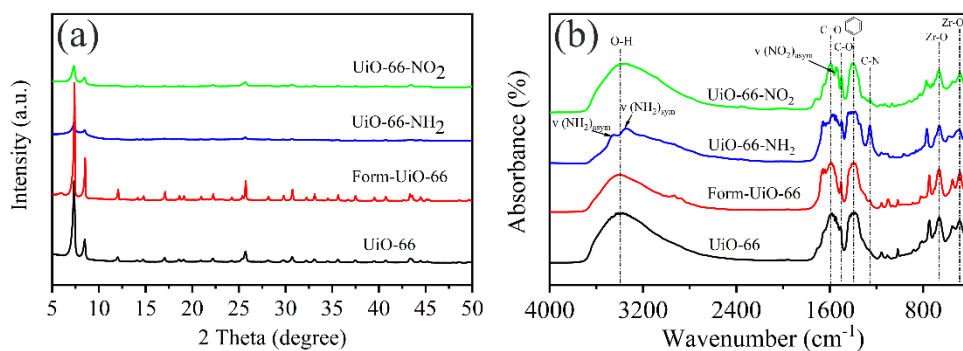 (a)
UiO-66-NO2
UiO-66-NH2
Form-UiO-66
UiO-66
Intensity (a.u.)
5 10 15 20 25 30 35 40 45 50
2 Theta (degree)
(b)
O-H
C-O
C-O
C-N
Zr-O
Zr-O
ν (NO2)asym
UiO-66-NO2
ν (NH2)asym
ν (NH2)sym
UiO-66-NH2
Form-UiO-66
UiO-66
Absorbance (%)
4000 3200 2400 1600 800
Wavenumber (cm-1)